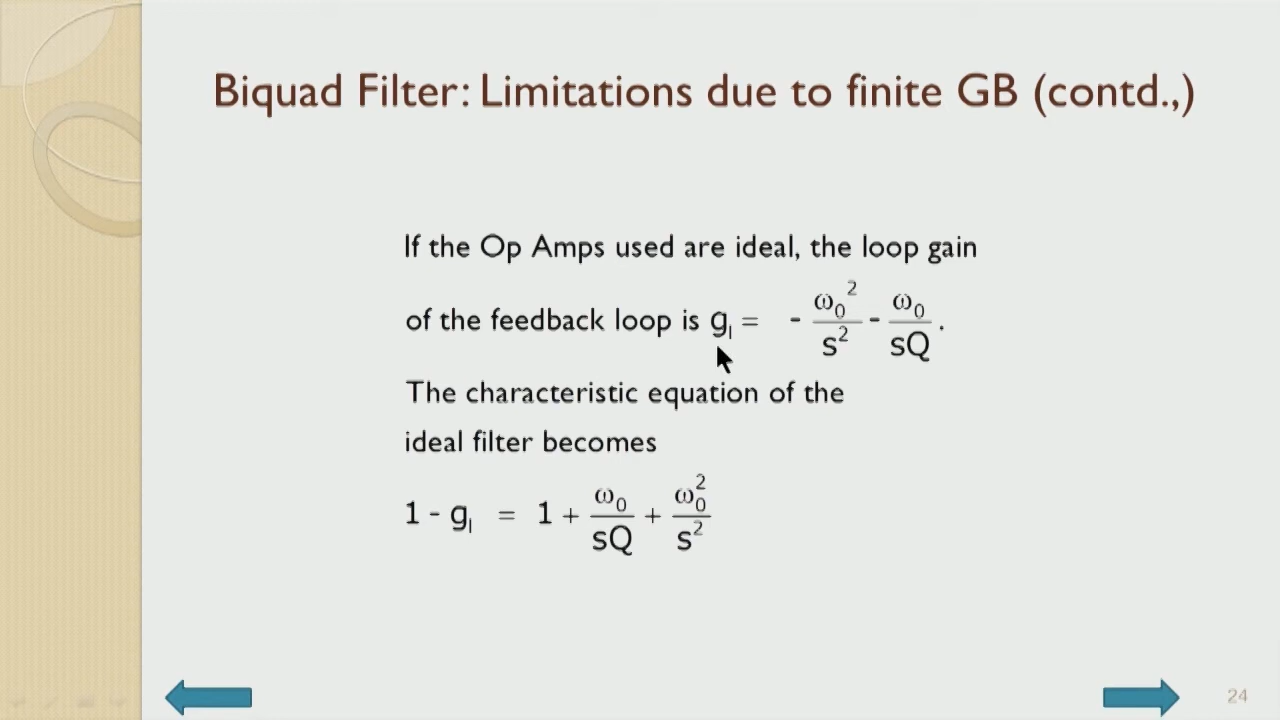 Biquad Filter: Limitations due to finite GB (contd.,)
If the Op Amps used are ideal, the loop gain
of the feedback loop is gₗ = - ω₀²/s² - ω₀/sQ.
The characteristic equation of the
ideal filter becomes
1 - gₗ = 1 + ω₀/sQ + ω₀²/s²
24